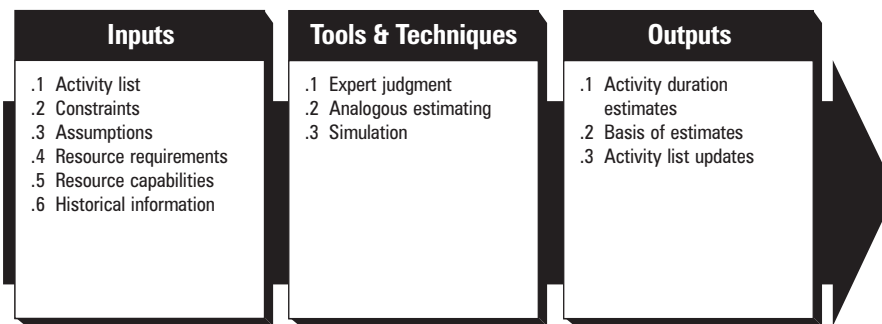 Inputs
.1 Activity list
.2 Constraints
.3 Assumptions
.4 Resource requirements
.5 Resource capabilities
.6 Historical information
Tools & Techniques
.1 Expert judgment
.2 Analogous estimating
.3 Simulation
Outputs
.1 Activity duration
estimates
.2 Basis of estimates
.3 Activity list updates